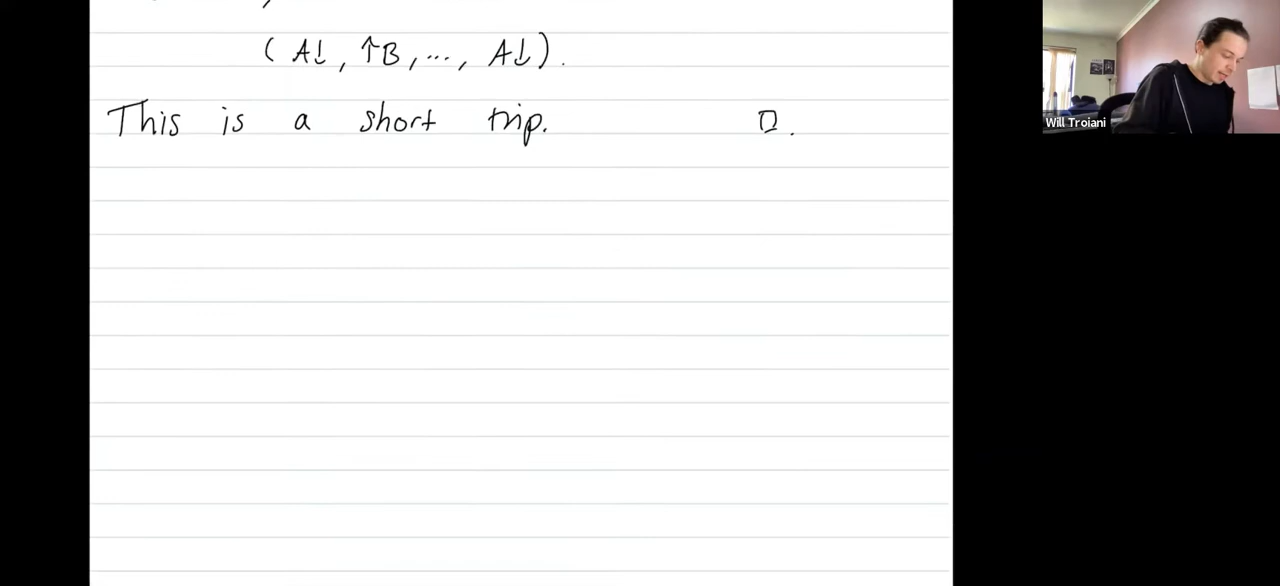 ( A↓, ↑B, ..., A↓ ).
This is a short trip. □.
Will Troiani